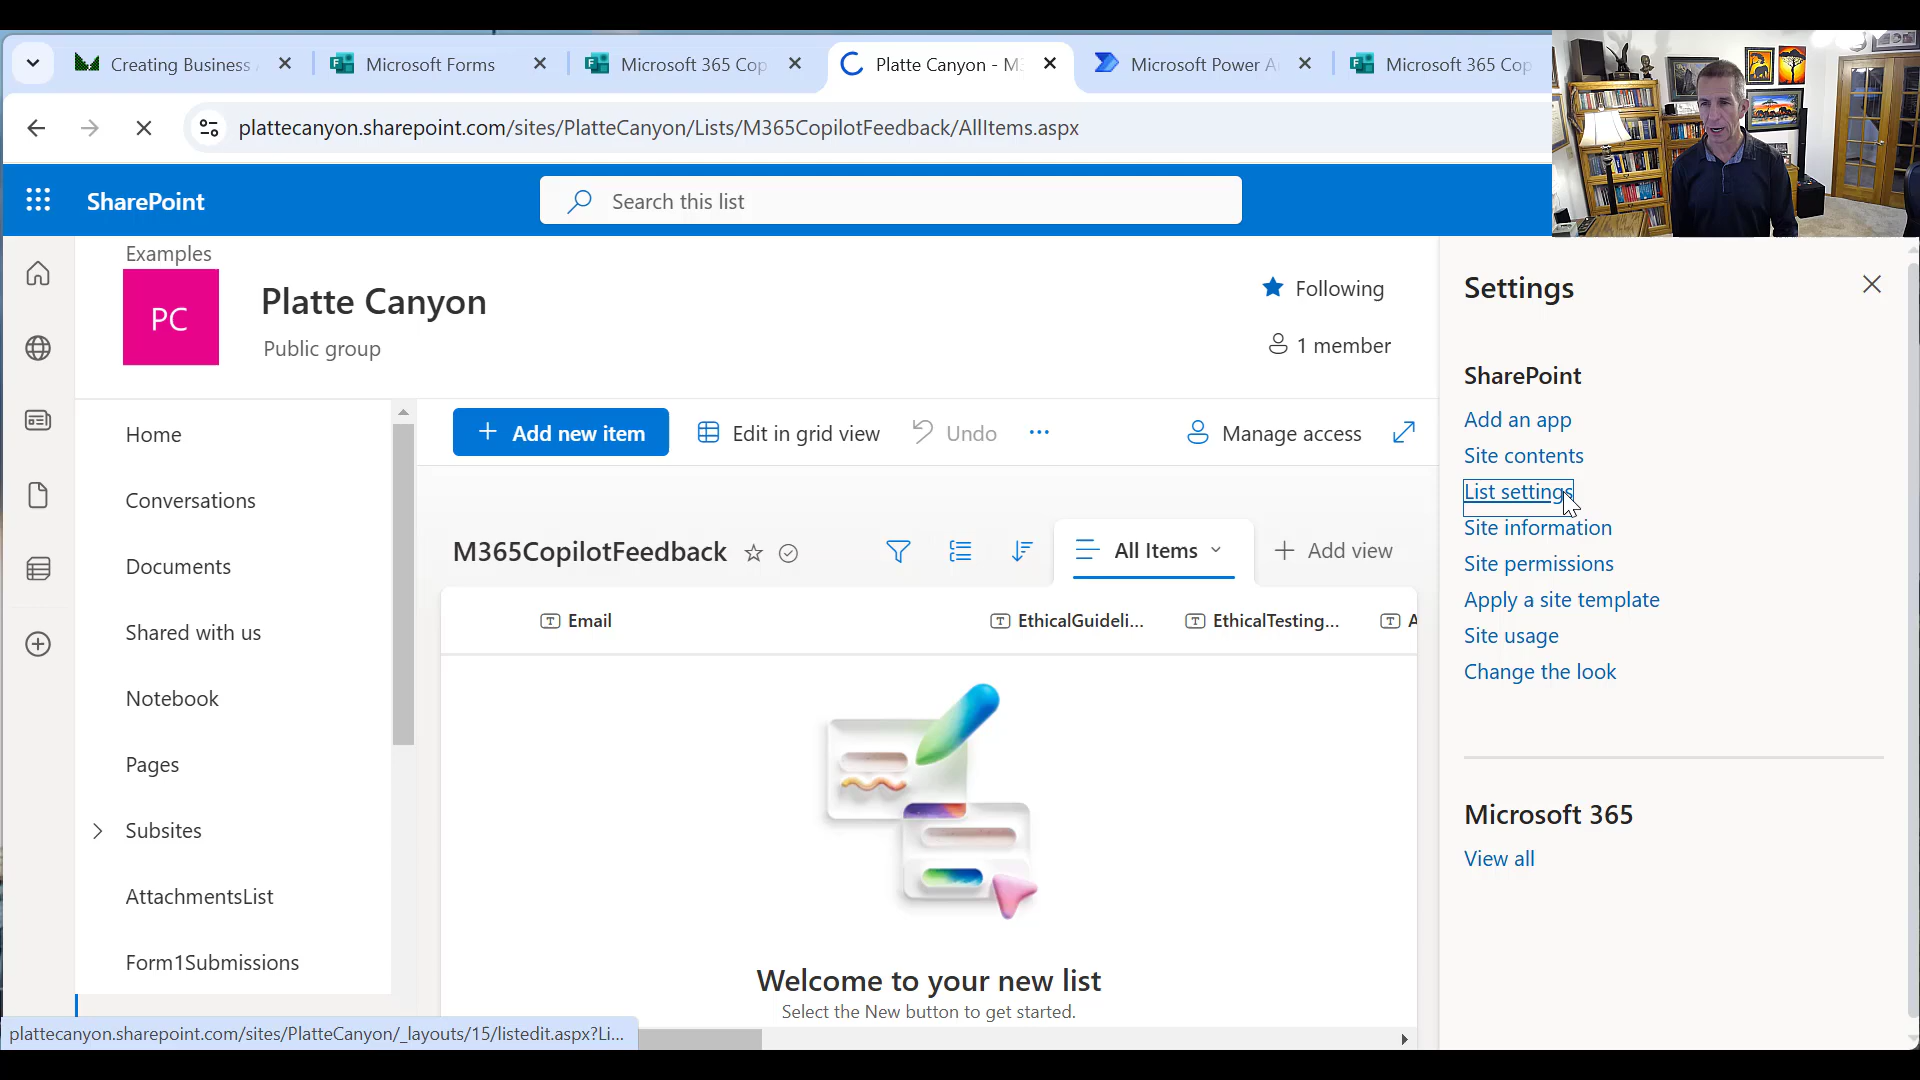 Creating Business
Microsoft Forms
Microsoft 365 Cop
Platte Canyon - M3
Microsoft Power A
Microsoft 365 Cop
plattecanyon.sharepoint.com/sites/PlatteCanyon/Lists/M365CopilotFeedback/AllItems.aspx
SharePoint
Search this list
Examples
PC
Platte Canyon
Public group
Following
1 member
Home
Conversations
Documents
Shared with us
Notebook
Pages
Subsites
AttachmentsList
Form1Submissions
Add new item
Edit in grid view
Undo
Manage access
M365CopilotFeedback
All Items
Add view
Email
EthicalGuideli...
EthicalTesting...
A
Welcome to your new list
Select the New button to get started.
Settings
SharePoint
Add an app
Site contents
List settings
Site information
Site permissions
Apply a site template
Site usage
Change the look
Microsoft 365
View all
plattecanyon.sharepoint.com/sites/PlatteCanyon/_layouts/15/listedit.aspx?Li...